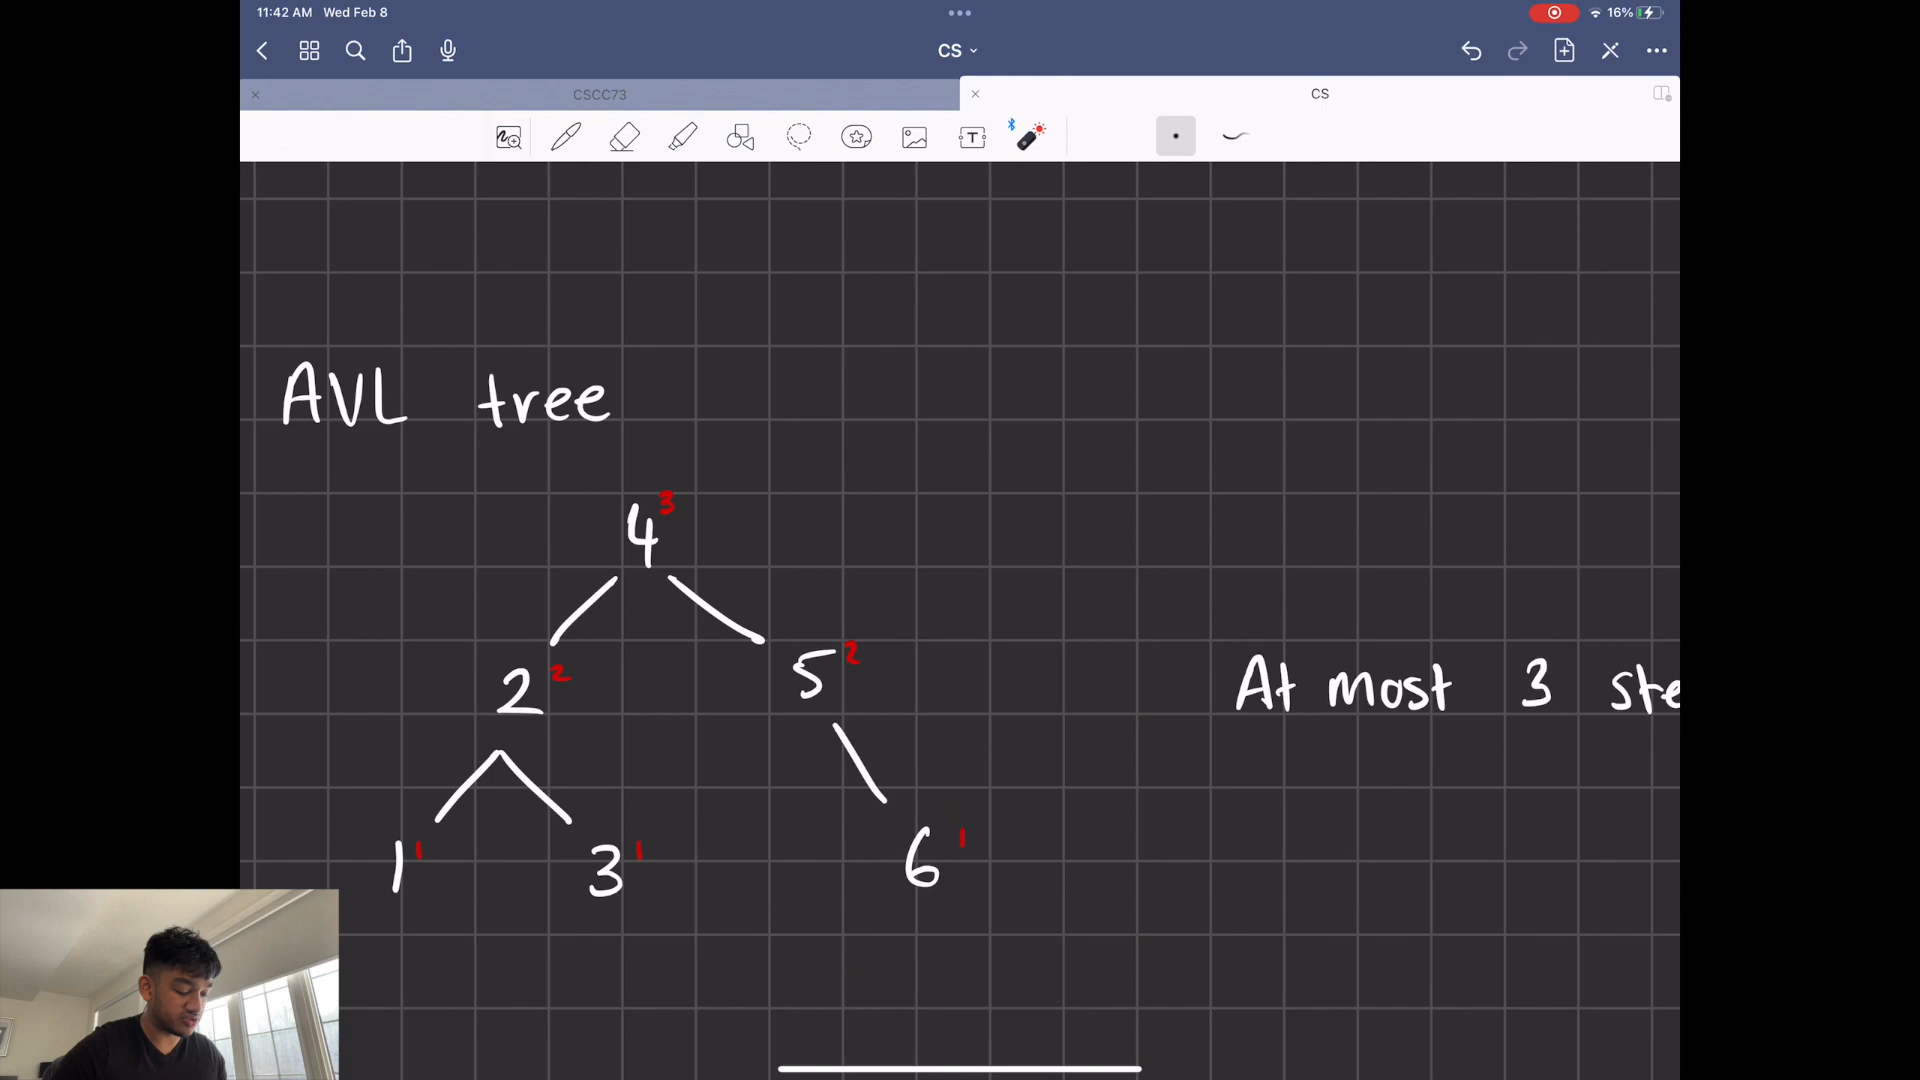 11:42 AM Wed Feb 8
16%
CS
CSCC73
CS
T
AVL tree
4 3
2 2
5 2
At most 3 ste
1 1
3 1
6 1